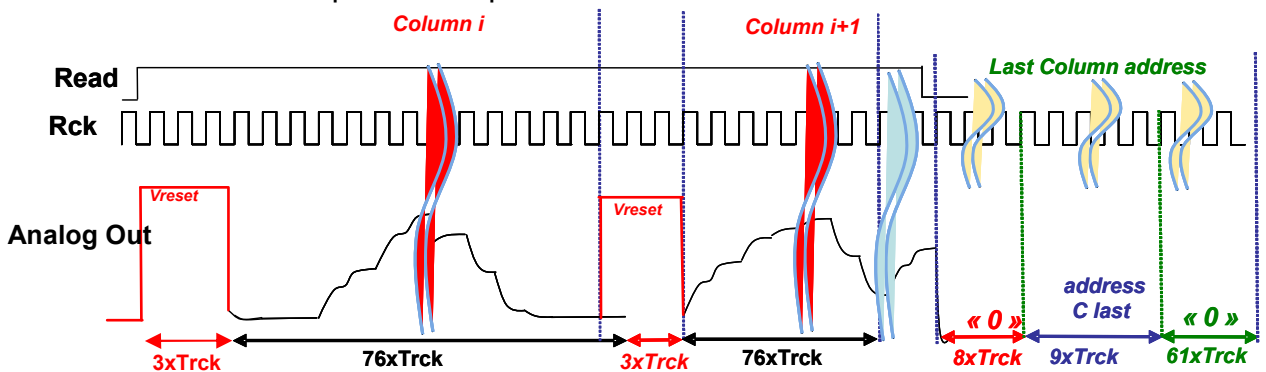 Column i
Column i+1
Last Column address
Read
Rck
Vreset
Vreset
Analog Out
address
C last
« 0 »
« 0 »
3xTrck
76xTrck
3xTrck
76xTrck
8xTrck
9xTrck
61xTrck